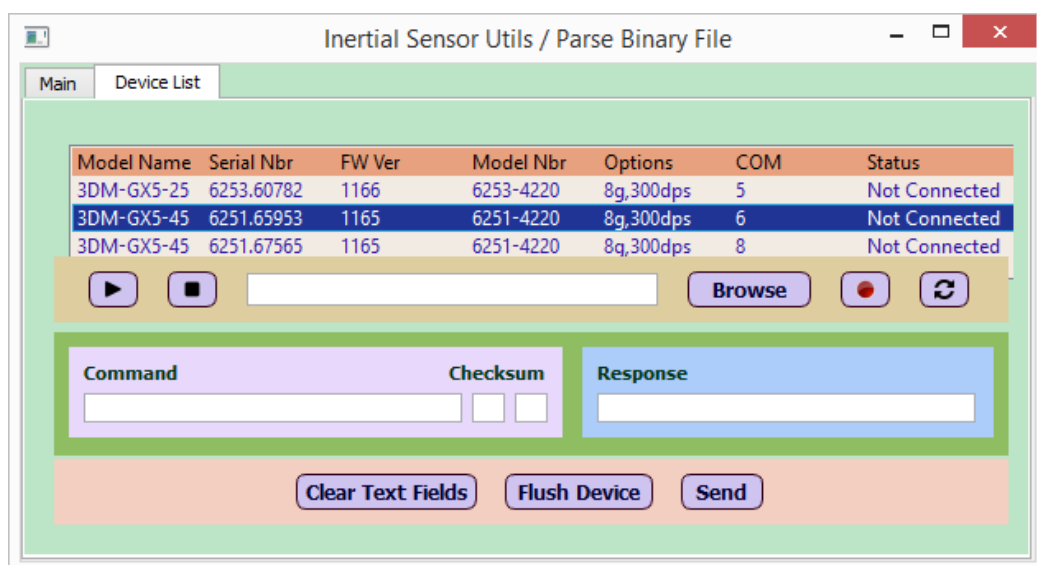 Inertial Sensor Utils / Parse Binary File
Main Device List
Model Name Serial Nbr FW Ver Model Nbr Options COM Status
3DM-GX5-25 6253.60782 1166 6253-4220 8g,300dps 5 Not Connected
3DM-GX5-45 6251.65953 1165 6251-4220 8g,300dps 6 Not Connected
3DM-GX5-45 6251.67565 1165 6251-4220 8g,300dps 8 Not Connected
Browse
Command Checksum Response
Clear Text Fields Flush Device Send